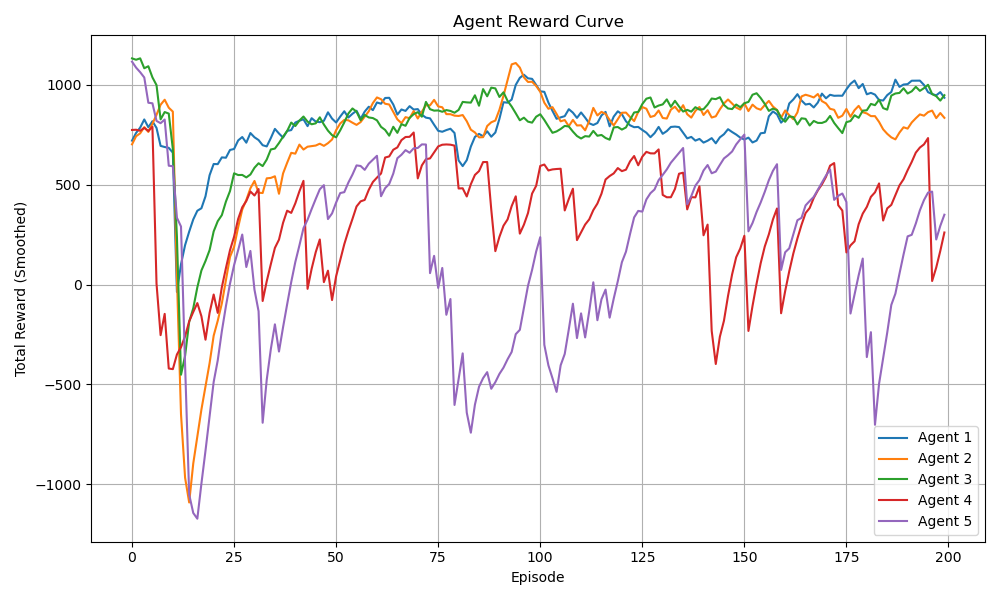 Agent Reward Curve
Total Reward (Smoothed)
1000
500
0
−500
−1000
0 25 50 75 100 125 150 175 200
Episode
Agent 1
Agent 2
Agent 3
Agent 4
Agent 5